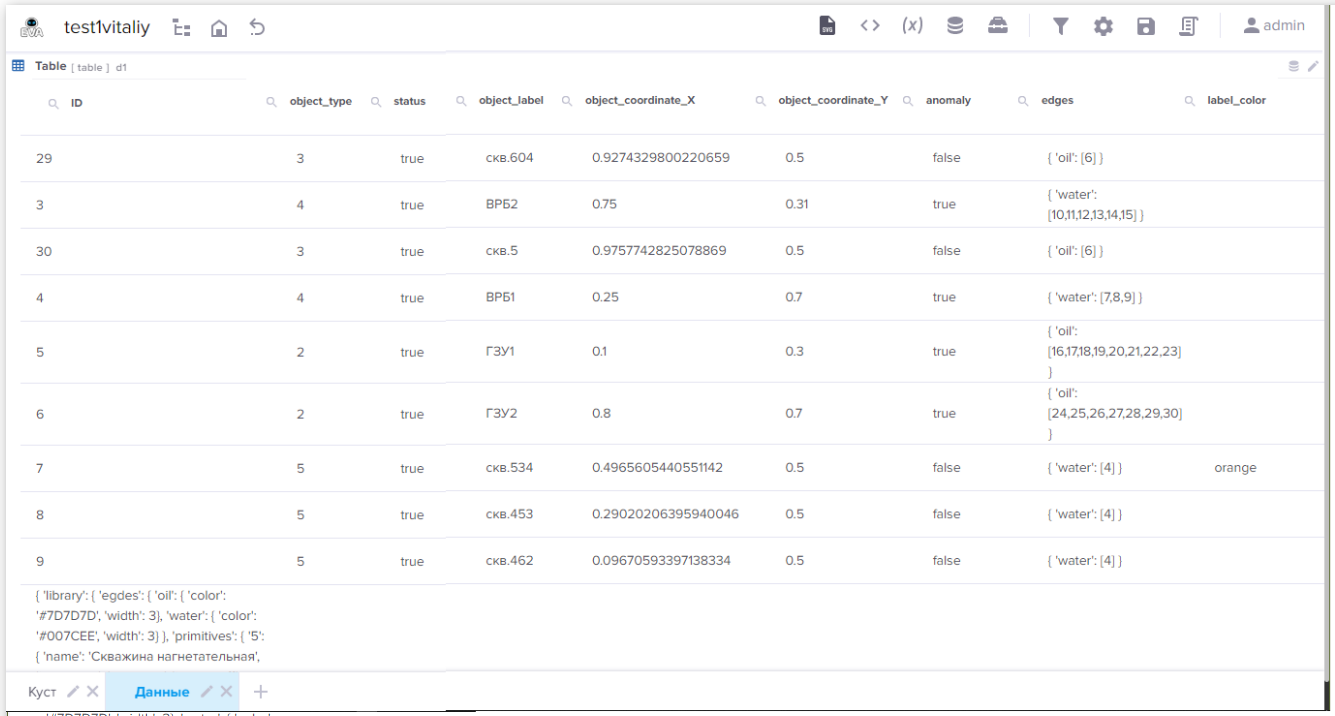 EVA test1vitaliy SVG < > (x) admin
Table [ table ] d1
ID object_type status object_label object_coordinate_X object_coordinate_Y anomaly edges label_color
29 3 true скв.604 0.9274329800220659 0.5 false { 'oil': [6] }
3 4 true ВРБ2 0.75 0.31 true { 'water':
[10,11,12,13,14,15] }
30 3 true скв.5 0.9757742825078869 0.5 false { 'oil': [6] }
4 4 true ВРБ1 0.25 0.7 true { 'water': [7,8,9] }
5 2 true ГЗУ1 0.1 0.3 true { 'oil':
[16,17,18,19,20,21,22,23]
}
6 2 true ГЗУ2 0.8 0.7 true { 'oil':
[24,25,26,27,28,29,30]
}
7 5 true скв.534 0.4965605440551142 0.5 false { 'water': [4] } orange
8 5 true скв.453 0.29020206395940046 0.5 false { 'water': [4] }
9 5 true скв.462 0.09670593397138334 0.5 false { 'water': [4] }
{ 'library': { 'egdes': { 'oil': { 'color':
'#7D7D7D', 'width': 3}, 'water': { 'color':
'#007CEE', 'width': 3} }, 'primitives': { '5':
{ 'name': 'Скважина нагнетательная',
Куст Данные